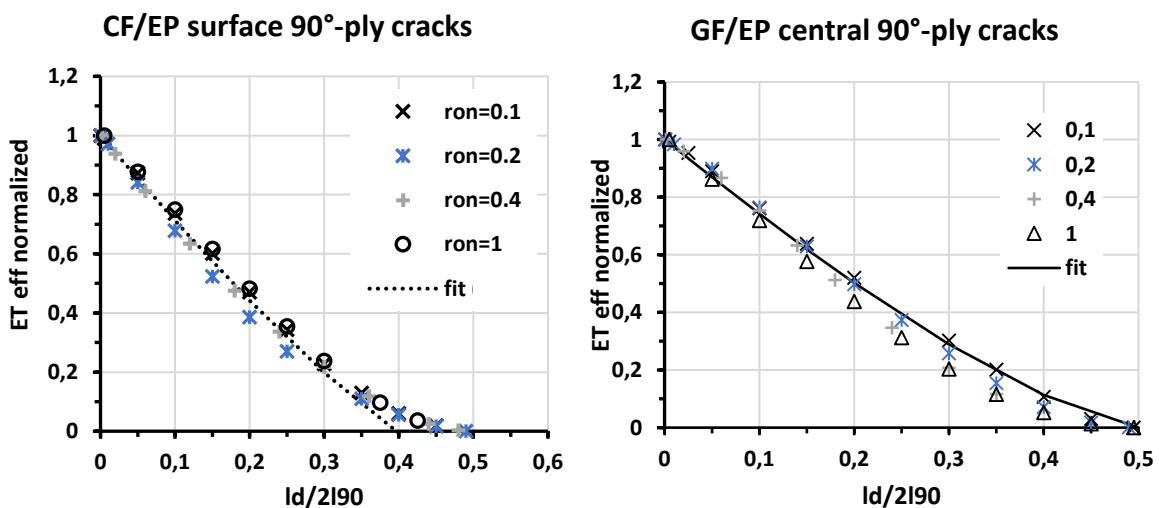 CF/EP surface 90°-ply cracks
ET eff normalized
1,2
1
0,8
0,6
0,4
0,2
0
0
0,1
0,2
0,3
0,4
0,5
0,6
ld/2l90
ron=0.1
ron=0.2
ron=0.4
ron=1
fit
GF/EP central 90°-ply cracks
ET eff normalized
1,2
1
0,8
0,6
0,4
0,2
0
0
0,1
0,2
0,3
0,4
0,5
ld/2l90
0,1
0,2
0,4
1
fit